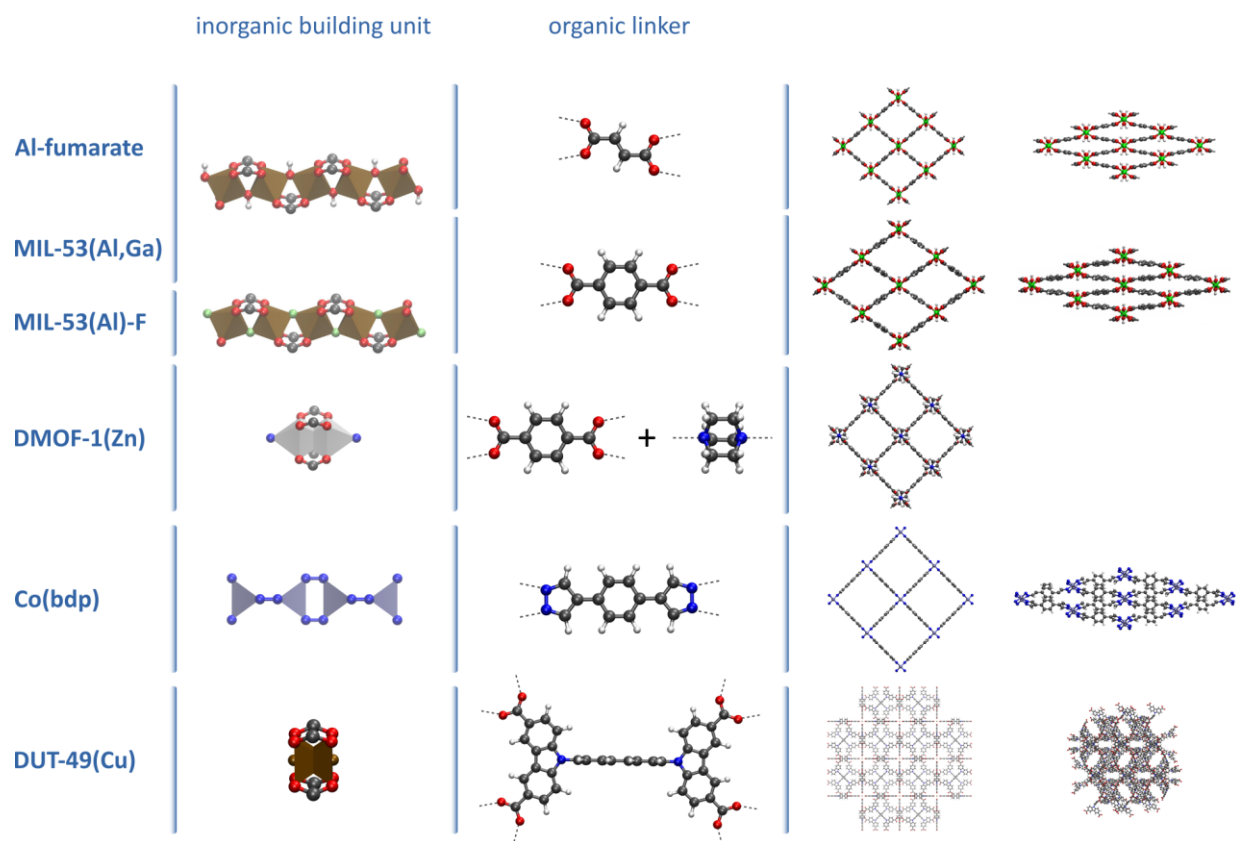 inorganic building unit
organic linker
Al-fumarate
MIL-53(Al,Ga)
MIL-53(Al)-F
DMOF-1(Zn)
+
Co(bdp)
DUT-49(Cu)